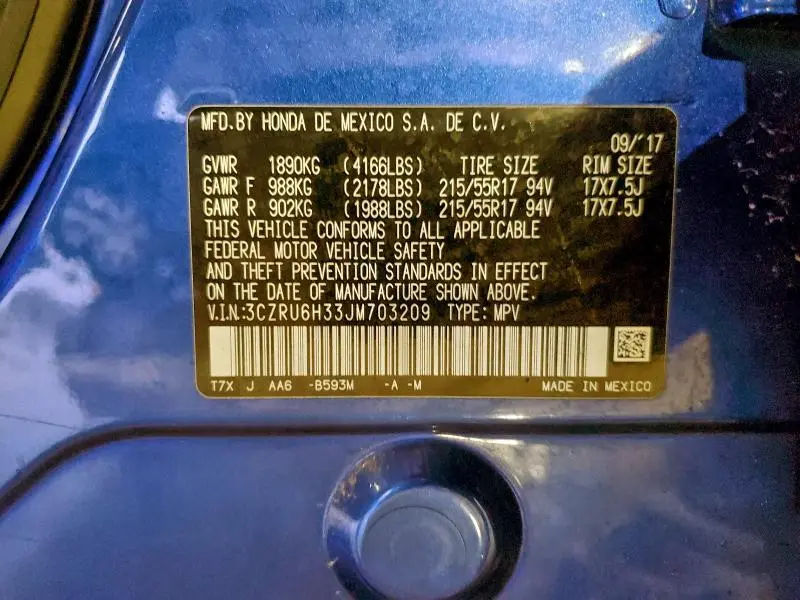 MFD.BY HONDA DE MEXICO S.A. DE C.V.
09/'17
GVWR 1890KG (4166LBS) TIRE SIZE RIM SIZE
GAWR F 988KG (2178LBS) 215/55R17 94V 17X7.5J
GAWR R 902KG (1988LBS) 215/55R17 94V 17X7.5J
THIS VEHICLE CONFORMS TO ALL APPLICABLE
FEDERAL MOTOR VEHICLE SAFETY
AND THEFT PREVENTION STANDARDS IN EFFECT
ON THE DATE OF MANUFACTURE SHOWN ABOVE.
V.I.N:3CZRU6H33JM703209 TYPE: MPV
T7X J AA6 -B593M -A -M MADE IN MEXICO